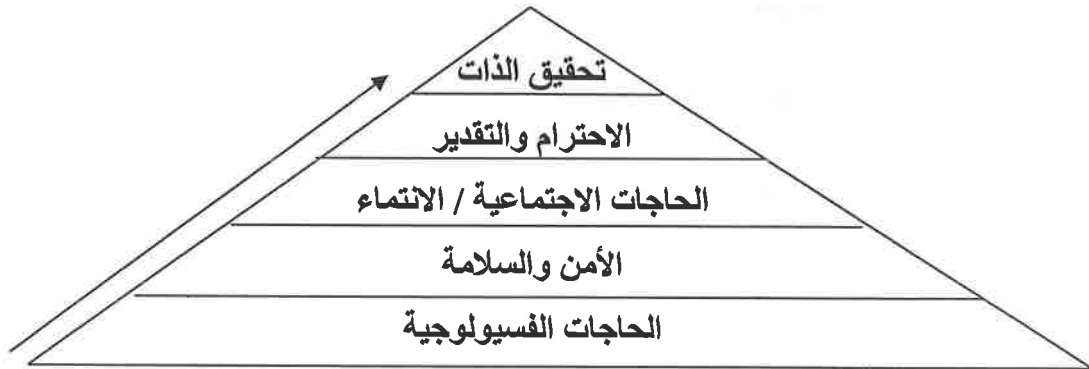 تحقيق الذات
الاحترام والتقدير
الحاجات الاجتماعية / الانتماء
الأمن والسلامة
الحاجات الفسيولوجية